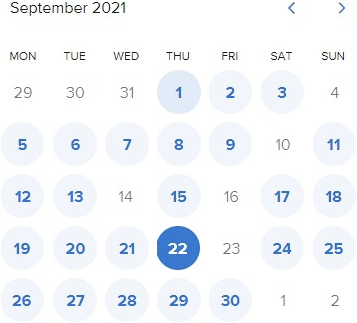 September 2021
MON TUE WED THU FRI SAT SUN
29 30 31 1 2 3 4
5 6 7 8 9 10 11
12 13 14 15 16 17 18
19 20 21 22 23 24 25
26 27 28 29 30 1 2